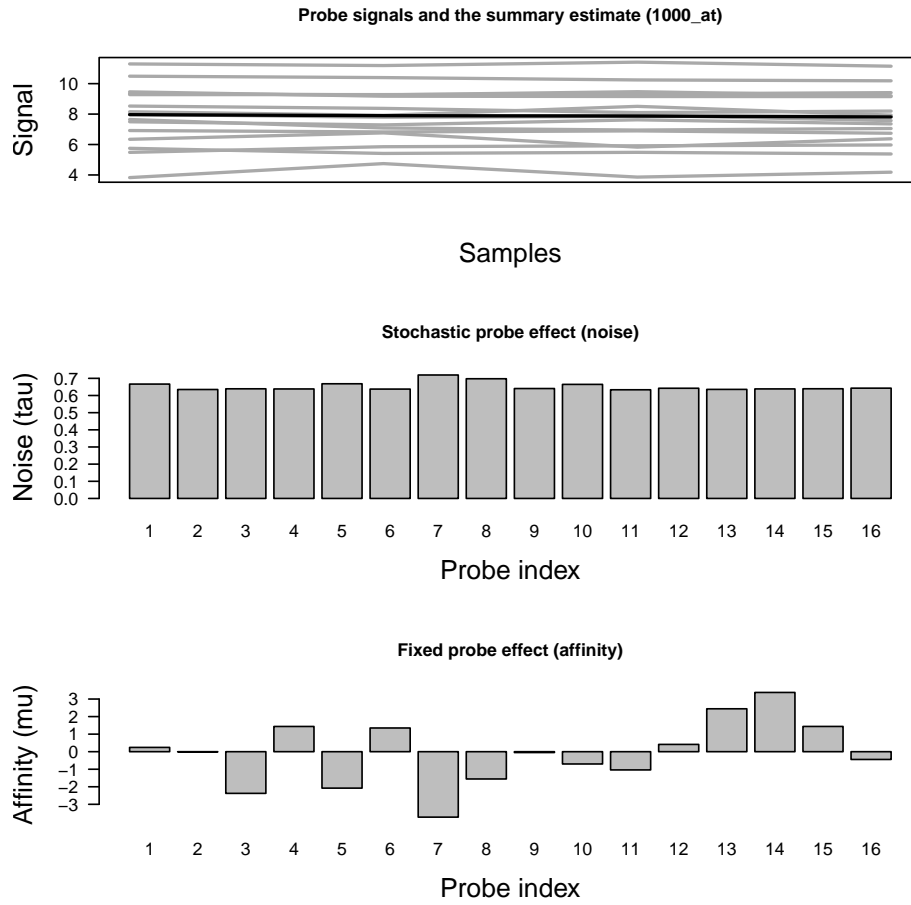 Probe signals and the summary estimate (1000_at)
Signal
10
8
6
4
Samples
Stochastic probe effect (noise)
Noise (tau)
0.7
0.6
0.5
0.4
0.3
0.2
0.1
0.0
1 2 3 4 5 6 7 8 9 10 11 12 13 14 15 16
Probe index
Fixed probe effect (affinity)
Affinity (mu)
3
2
1
0
−1
−2
−3
1 2 3 4 5 6 7 8 9 10 11 12 13 14 15 16
Probe index